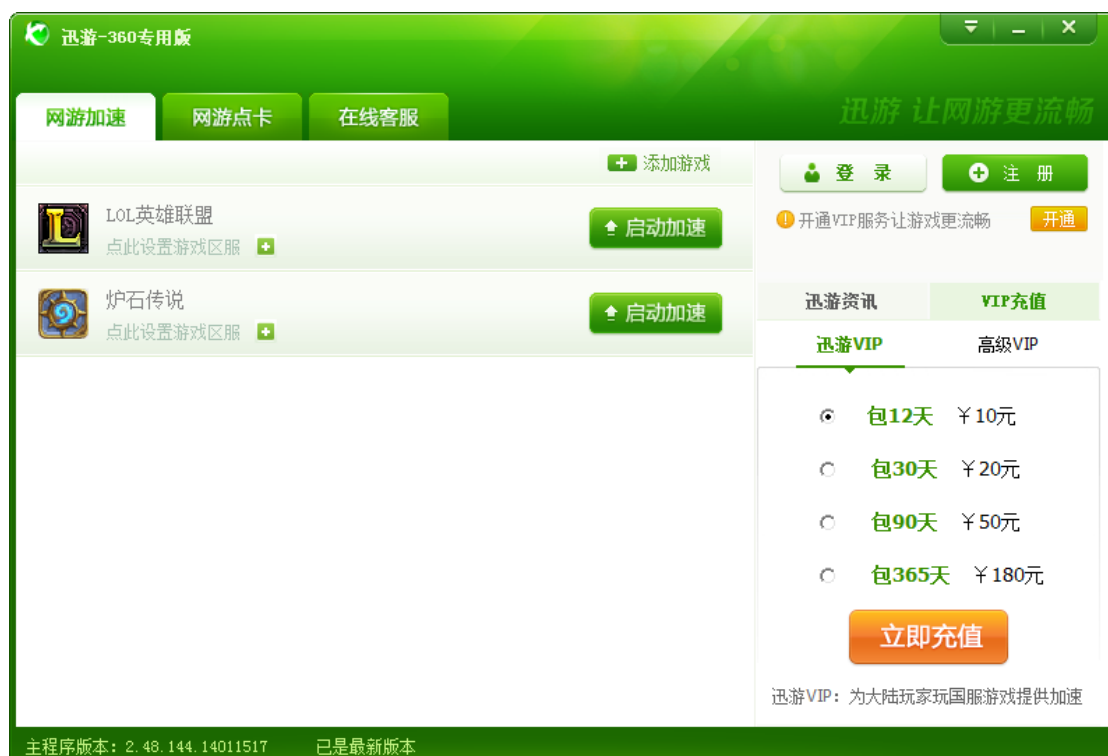 迅游-360专用版
网游加速
网游点卡
在线客服
迅游 让网游更流畅
添加游戏
LOL英雄联盟
点此设置游戏区服
启动加速
炉石传说
点此设置游戏区服
启动加速
登 录
注 册
开通VIP服务让游戏更流畅
开通
迅游资讯
VIP充值
迅游VIP
高级VIP
包12天 ￥10元
包30天 ￥20元
包90天 ￥50元
包365天 ￥180元
立即充值
迅游VIP：为大陆玩家玩国服游戏提供加速
主程序版本：2.48.144.14011517 已是最新版本